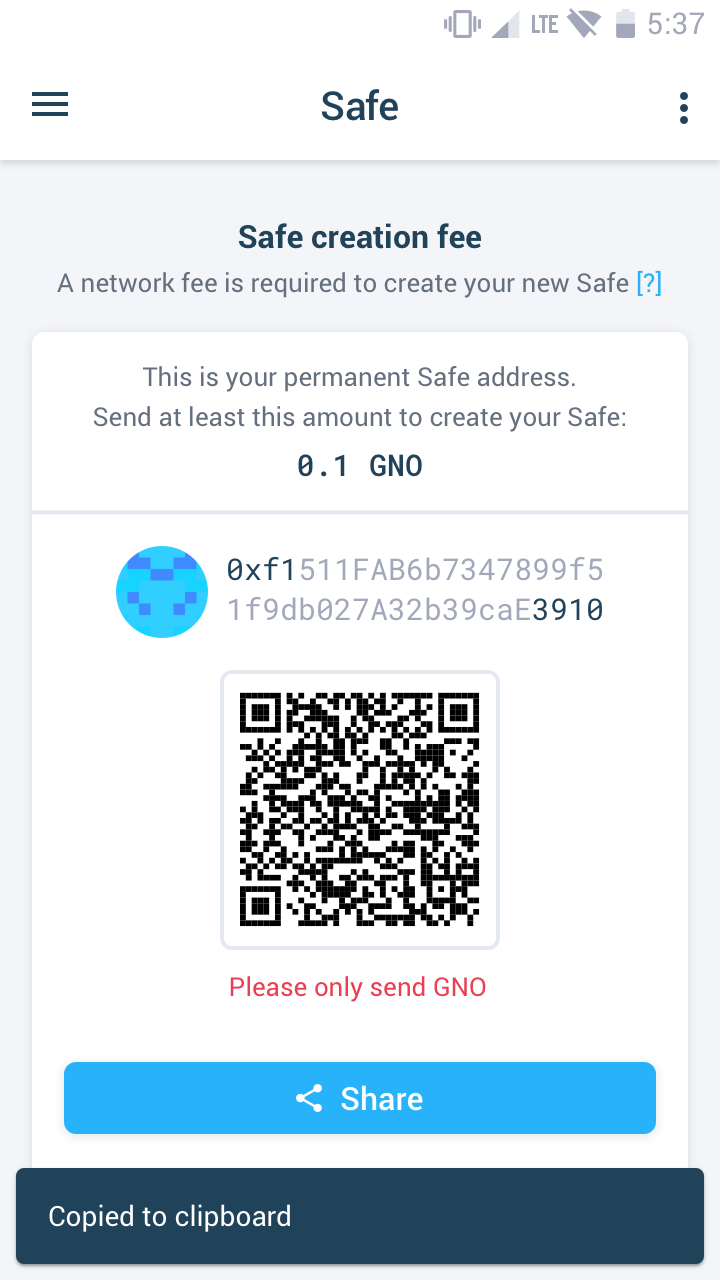 LTE 5:37
Safe
Safe creation fee
A network fee is required to create your new Safe [?]
This is your permanent Safe address.
Send at least this amount to create your Safe:
0.1 GNO
0xf1511FAB6b7347899f5
1f9db027A32b39caE3910
Please only send GNO
Share
Copied to clipboard